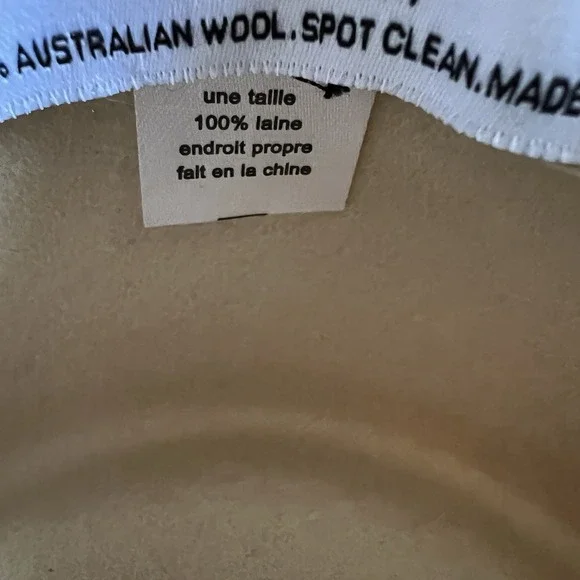 AUSTRALIAN WOOL. SPOT CLEAN. MADE
une taille
100% laine
endroit propre
fait en la chine